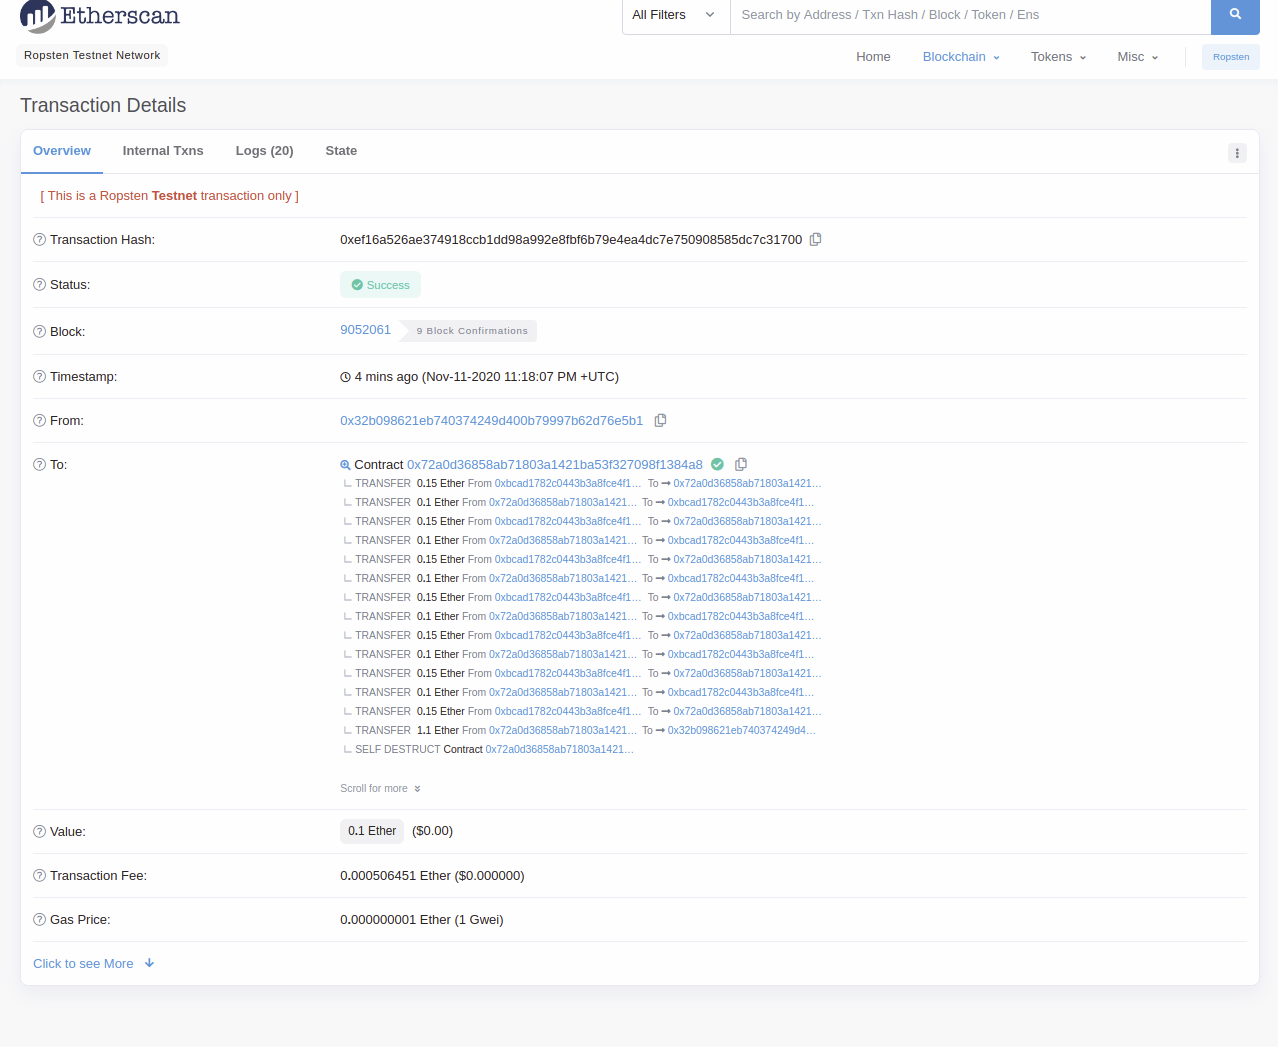 Etherscan
All Filters
Search by Address / Txn Hash / Block / Token / Ens
Ropsten Testnet Network
Home Blockchain Tokens Misc Ropsten
Transaction Details
Overview Internal Txns Logs (20) State
[ This is a Ropsten Testnet transaction only ]
Transaction Hash: 0xef16a526ae374918ccb1dd98a992e8fbf6b79e4ea4dc7e750908585dc7c31700
Status: Success
Block: 9052061 9 Block Confirmations
Timestamp: 4 mins ago (Nov-11-2020 11:18:07 PM +UTC)
From: 0x32b098621eb740374249d400b79997b62d76e5b1
To: Contract 0x72a0d36858ab71803a1421ba53f327098f1384a8
TRANSFER 0.15 Ether From 0xbcad1782c0443b3a8fce4f1... To 0x72a0d36858ab71803a1421...
TRANSFER 0.1 Ether From 0x72a0d36858ab71803a1421... To 0xbcad1782c0443b3a8fce4f1...
TRANSFER 0.15 Ether From 0xbcad1782c0443b3a8fce4f1... To 0x72a0d36858ab71803a1421...
TRANSFER 0.1 Ether From 0x72a0d36858ab71803a1421... To 0xbcad1782c0443b3a8fce4f1...
TRANSFER 0.15 Ether From 0xbcad1782c0443b3a8fce4f1... To 0x72a0d36858ab71803a1421...
TRANSFER 0.1 Ether From 0x72a0d36858ab71803a1421... To 0xbcad1782c0443b3a8fce4f1...
TRANSFER 0.15 Ether From 0xbcad1782c0443b3a8fce4f1... To 0x72a0d36858ab71803a1421...
TRANSFER 0.1 Ether From 0x72a0d36858ab71803a1421... To 0xbcad1782c0443b3a8fce4f1...
TRANSFER 0.15 Ether From 0xbcad1782c0443b3a8fce4f1... To 0x72a0d36858ab71803a1421...
TRANSFER 0.1 Ether From 0x72a0d36858ab71803a1421... To 0xbcad1782c0443b3a8fce4f1...
TRANSFER 0.15 Ether From 0xbcad1782c0443b3a8fce4f1... To 0x72a0d36858ab71803a1421...
TRANSFER 0.1 Ether From 0x72a0d36858ab71803a1421... To 0xbcad1782c0443b3a8fce4f1...
TRANSFER 0.15 Ether From 0xbcad1782c0443b3a8fce4f1... To 0x72a0d36858ab71803a1421...
TRANSFER 1.1 Ether From 0x72a0d36858ab71803a1421... To 0x32b098621eb740374249d4...
SELF DESTRUCT Contract 0x72a0d36858ab71803a1421...
Scroll for more
Value: 0.1 Ether ($0.00)
Transaction Fee: 0.000506451 Ether ($0.000000)
Gas Price: 0.000000001 Ether (1 Gwei)
Click to see More